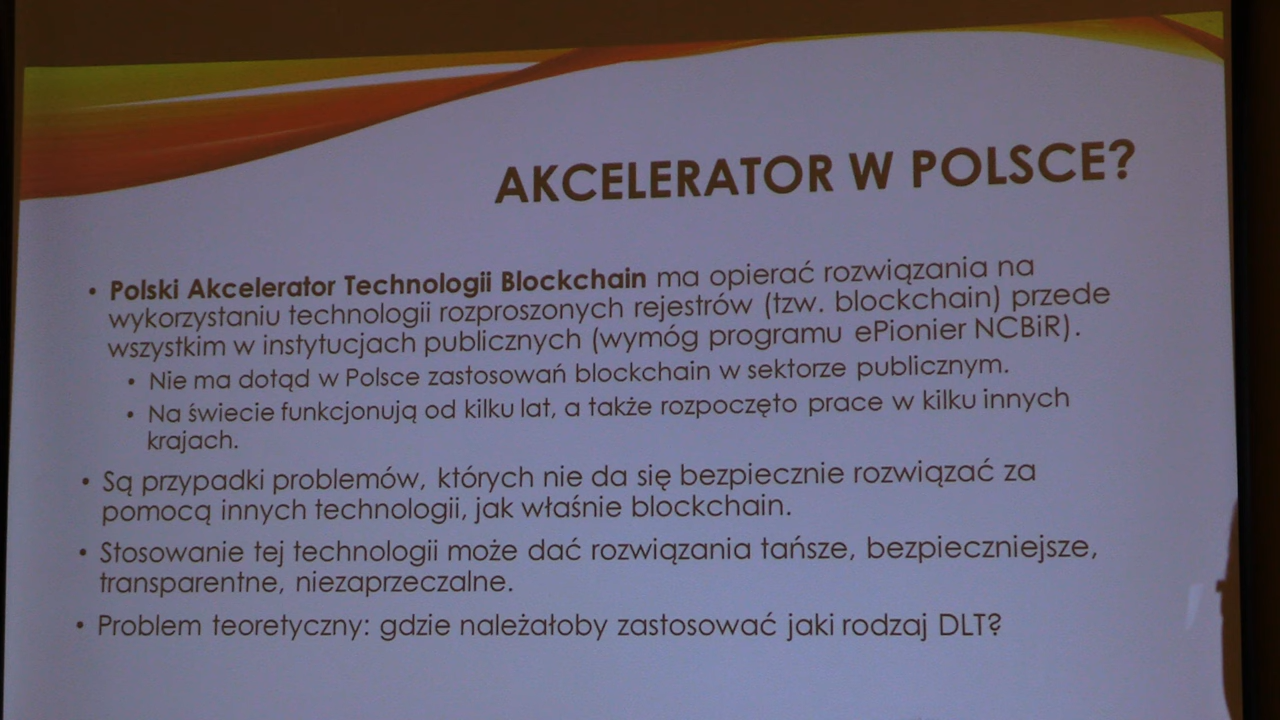 AKCELERATOR W POLSCE?
• Polski Akcelerator Technologii Blockchain ma opierać rozwiązania na
wykorzystaniu technologii rozproszonych rejestrów (tzw. blockchain) przede
wszystkim w instytucjach publicznych (wymóg programu ePionier NCBiR).
• Nie ma dotąd w Polsce zastosowań blockchain w sektorze publicznym.
• Na świecie funkcjonują od kilku lat, a także rozpoczęto prace w kilku innych
krajach.
• Są przypadki problemów, których nie da się bezpiecznie rozwiązać za
pomocą innych technologii, jak właśnie blockchain.
• Stosowanie tej technologii może dać rozwiązania tańsze, bezpieczniejsze,
transparentne, niezaprzeczalne.
• Problem teoretyczny: gdzie należałoby zastosować jaki rodzaj DLT?